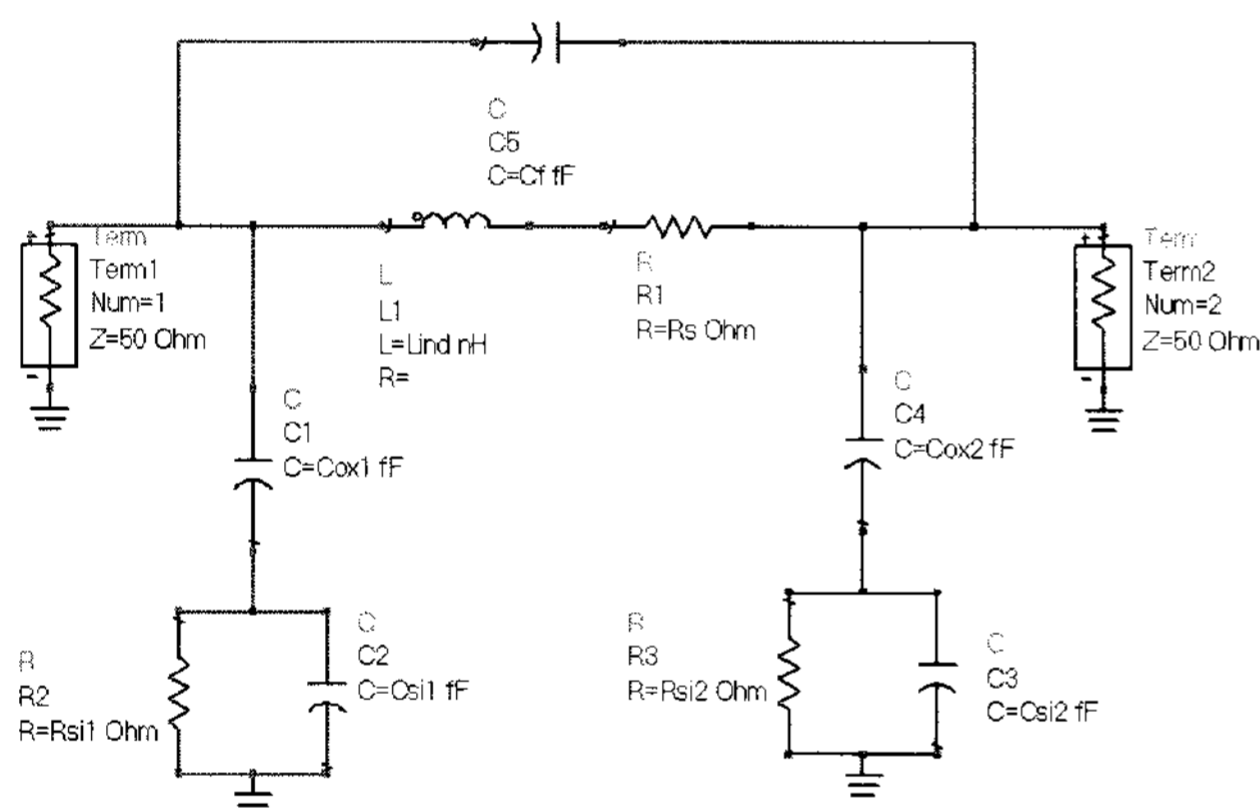 C
C5
C=Cf fF
+
Term
Term1
Num=1
Z=50 Ohm
-
L
L1
L=Lind nH
R=
R
R1
R=Rs Ohm
+
Term
Term2
Num=2
Z=50 Ohm
-
C
C1
C=Cox1 fF
C
C4
C=Cox2 fF
R
R2
R=Rsi1 Ohm
C
C2
C=Csi1 fF
R
R3
R=Rsi2 Ohm
C
C3
C=Csi2 fF